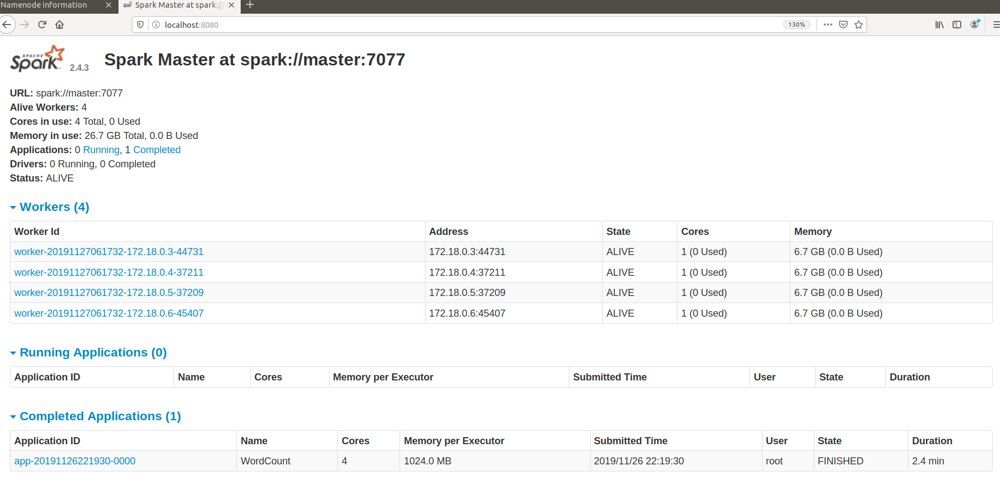 Namenode information
Spark Master at spark://
localhost:8080
130%
APACHE
Spark 2.4.3
Spark Master at spark://master:7077
URL: spark://master:7077
Alive Workers: 4
Cores in use: 4 Total, 0 Used
Memory in use: 26.7 GB Total, 0.0 B Used
Applications: 0 Running, 1 Completed
Drivers: 0 Running, 0 Completed
Status: ALIVE
Workers (4)
Worker Id Address State Cores Memory
worker-20191127061732-172.18.0.3-44731 172.18.0.3:44731 ALIVE 1 (0 Used) 6.7 GB (0.0 B Used)
worker-20191127061732-172.18.0.4-37211 172.18.0.4:37211 ALIVE 1 (0 Used) 6.7 GB (0.0 B Used)
worker-20191127061732-172.18.0.5-37209 172.18.0.5:37209 ALIVE 1 (0 Used) 6.7 GB (0.0 B Used)
worker-20191127061732-172.18.0.6-45407 172.18.0.6:45407 ALIVE 1 (0 Used) 6.7 GB (0.0 B Used)
Running Applications (0)
Application ID Name Cores Memory per Executor Submitted Time User State Duration
Completed Applications (1)
Application ID Name Cores Memory per Executor Submitted Time User State Duration
app-20191126221930-0000 WordCount 4 1024.0 MB 2019/11/26 22:19:30 root FINISHED 2.4 min